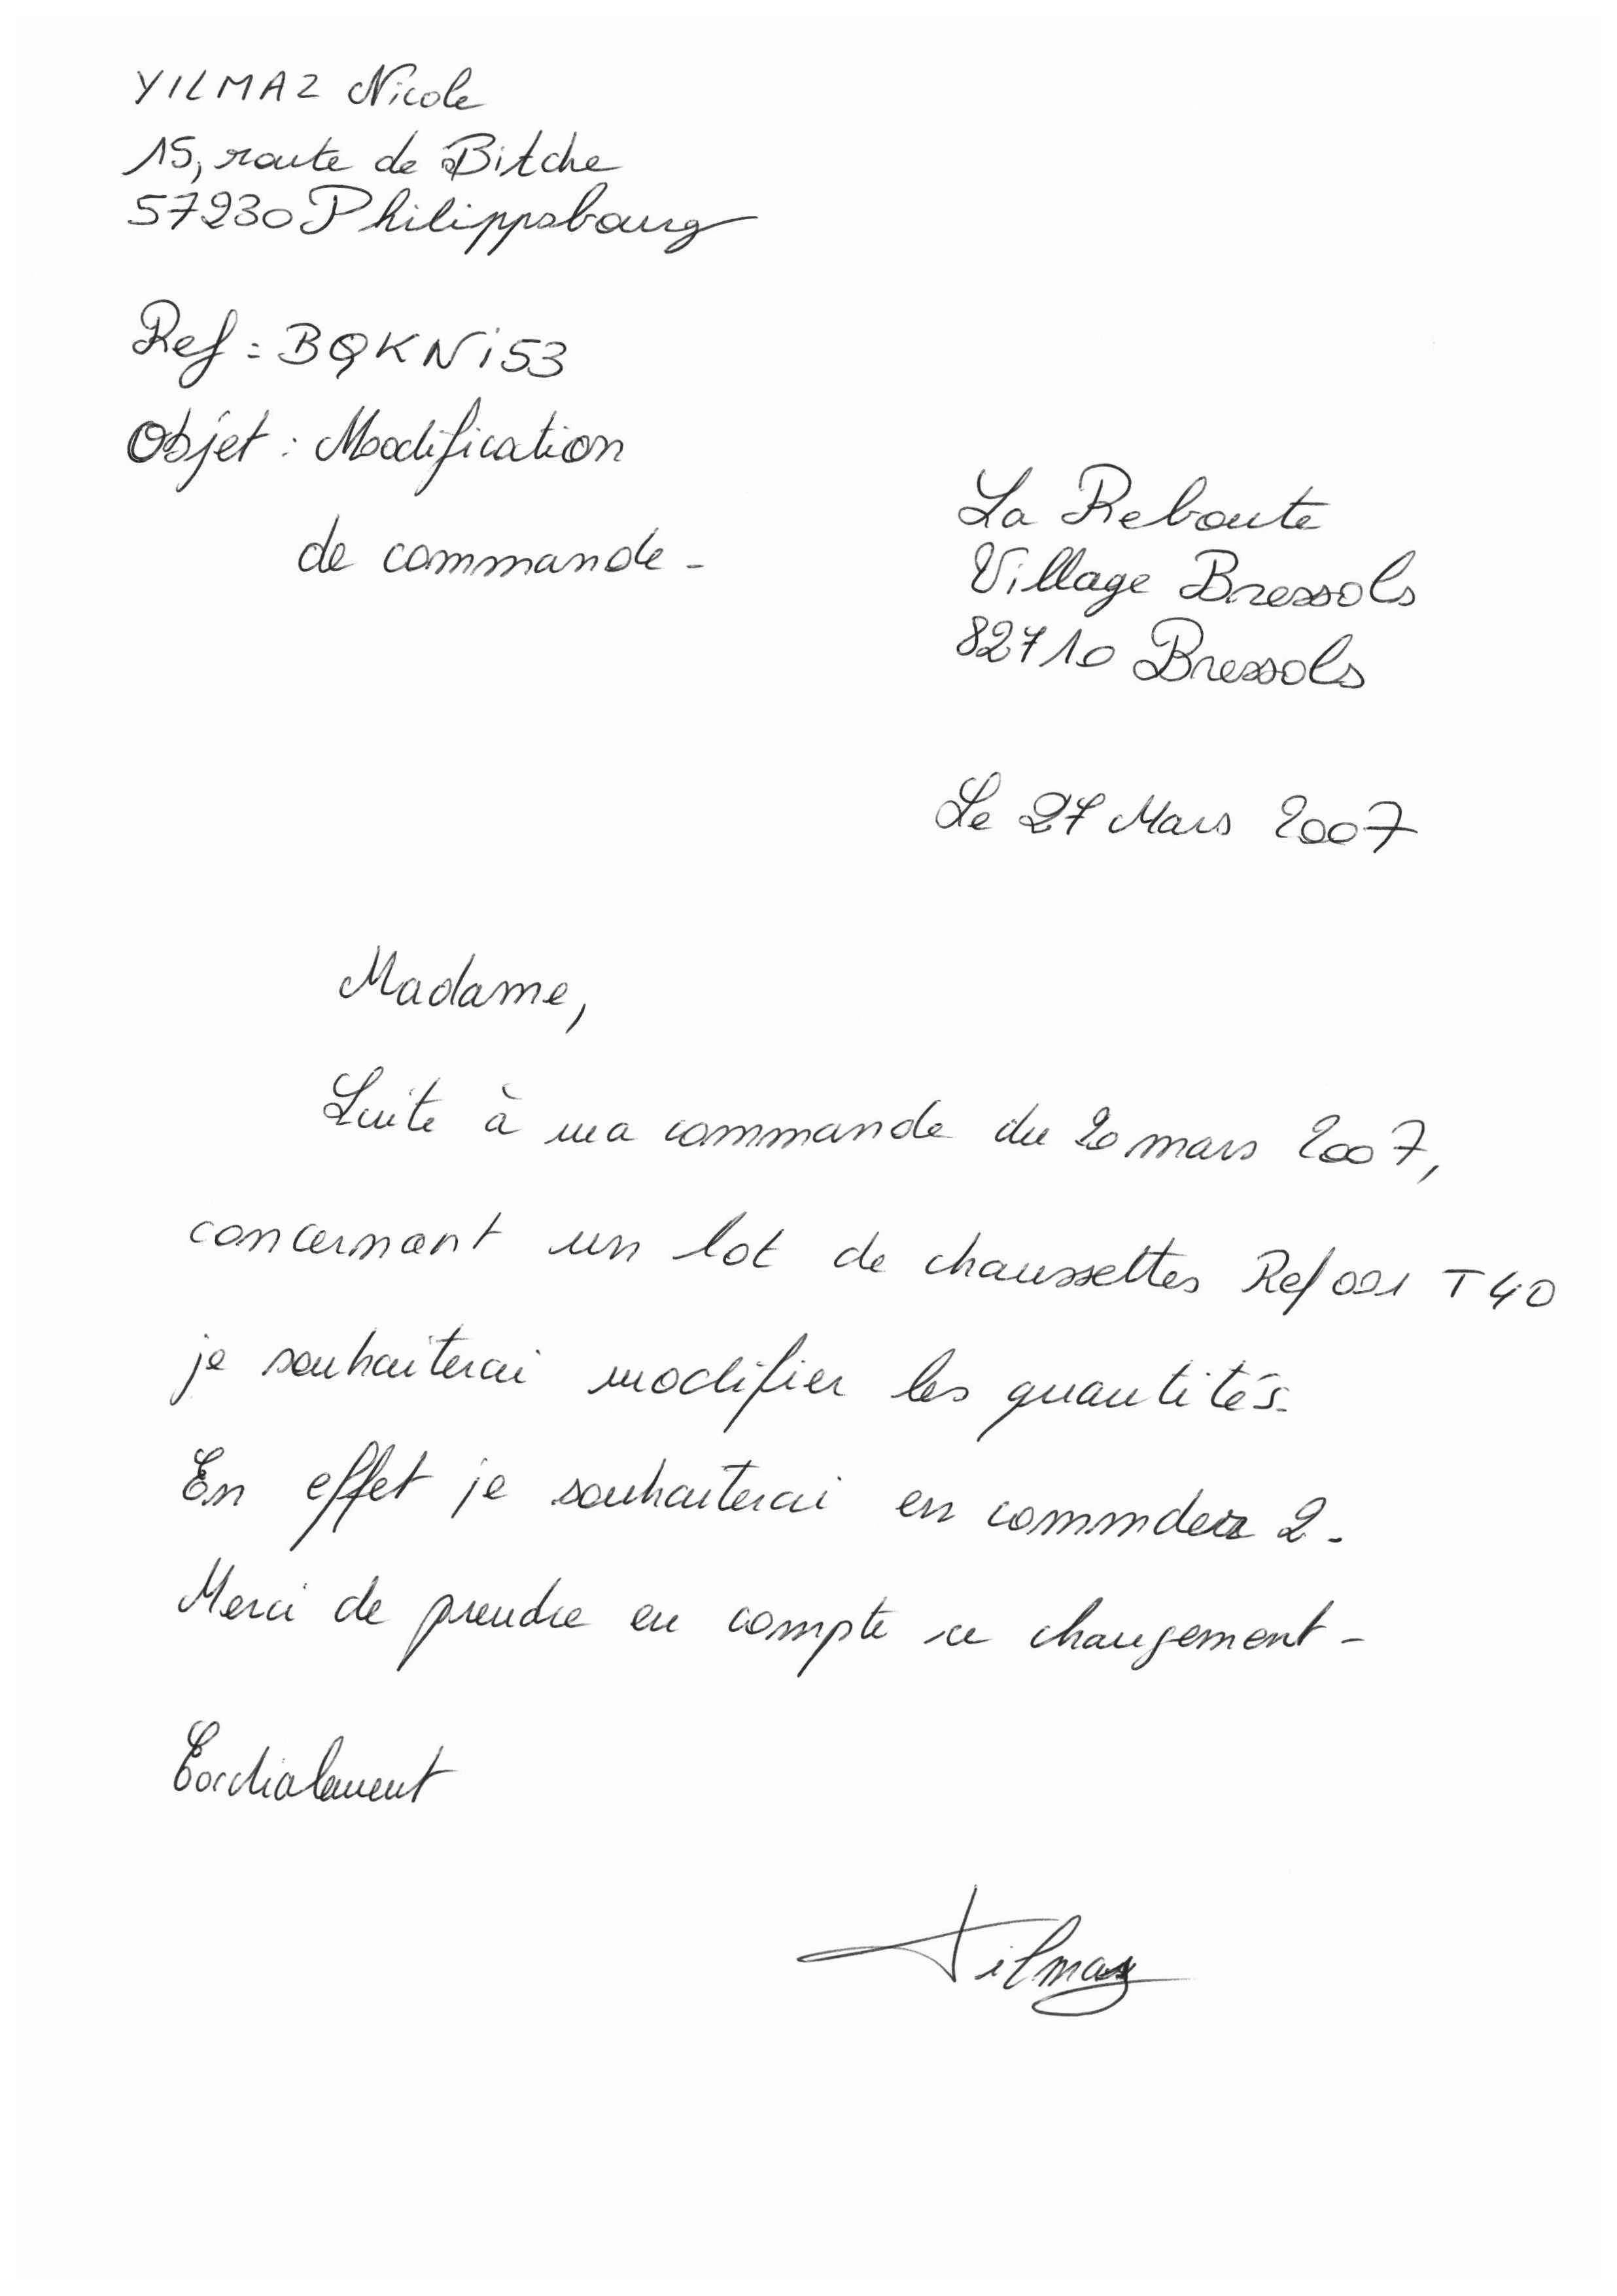 YILMAZ Nicole
15, route de Bitche
57230 Philippsbourg
Ref : BQKNi53
Objet : Modification
de commande -
La Reboute
Village Bressols
82710 Bressols
Le 27 Mars 2007
Madame,
Suite à ma commande du 20 mars 2007,
concernant un lot de chaussettes Ref 001 T40
je souhaiterai modifier les quantités.
En effet je souhaiterai en commder 2 -
Merci de prendre en compte ce changement -
Cordialement
Yilmaz